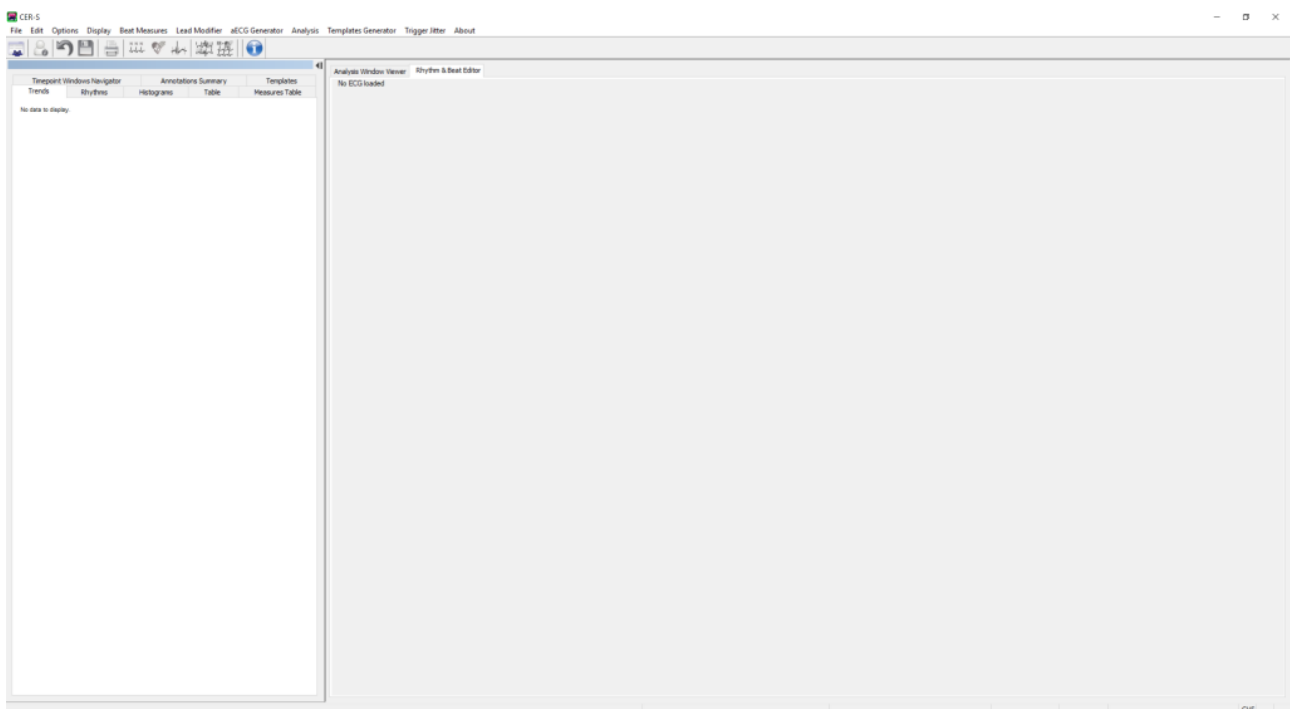 CER-S
File Edit Options Display Beat Measures Lead Modifier aECG Generator Analysis Templates Generator Trigger Jitter About
Timepoint Windows Navigator Annotations Summary Templates
Trends Rhythms Histograms Table Measures Table
No data to display.
Analysis Window Viewer Rhythm & Beat Editor
No ECG loaded